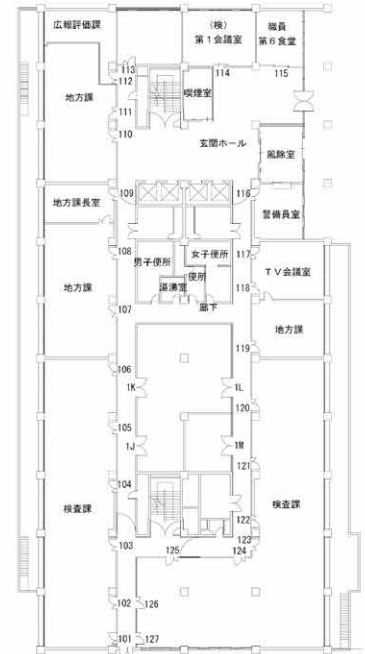 広報評価課
(検)
第1会議室
職員
第6食堂
113
112
114
115
喫煙室
地方課
111
110
玄関ホール
風除室
地方課長室
109
116
警備員室
108
117
男子便所
女子便所
便所
湯沸室
TV会議室
118
廊下
地方課
107
地方課
119
106
1K
1L
120
105
1J
1M
121
104
検査課
検査課
122
103
125
124
123
102
126
101
127